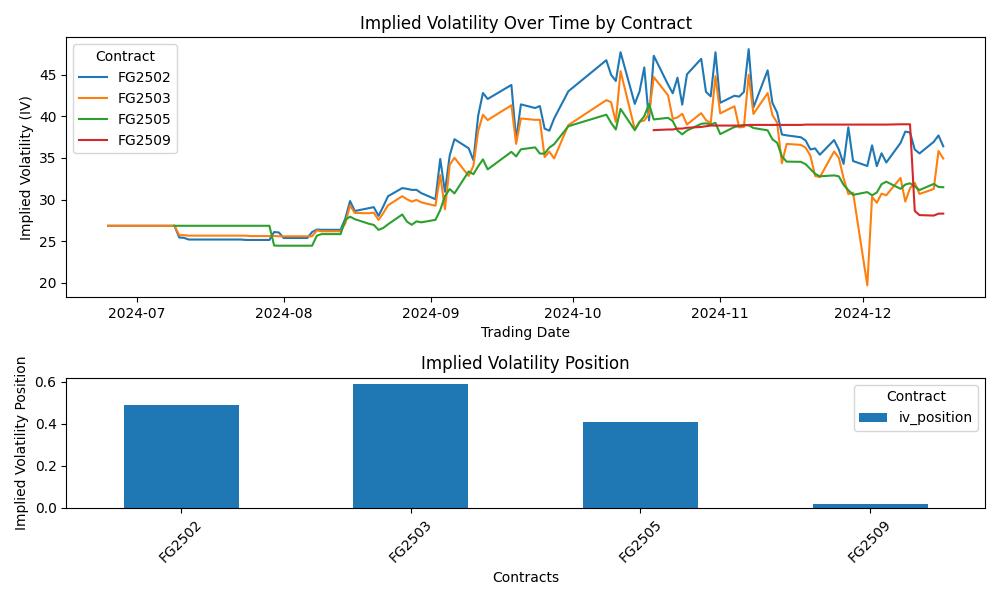 Implied Volatility Over Time by Contract
Implied Volatility (IV)
45
40
35
30
25
20
Contract
FG2502
FG2503
FG2505
FG2509
2024-07 2024-08 2024-09 2024-10 2024-11 2024-12
Trading Date
Implied Volatility Position
Implied Volatility Position
0.6
0.4
0.2
0.0
Contract
iv_position
FG2502 FG2503 FG2505 FG2509
Contracts